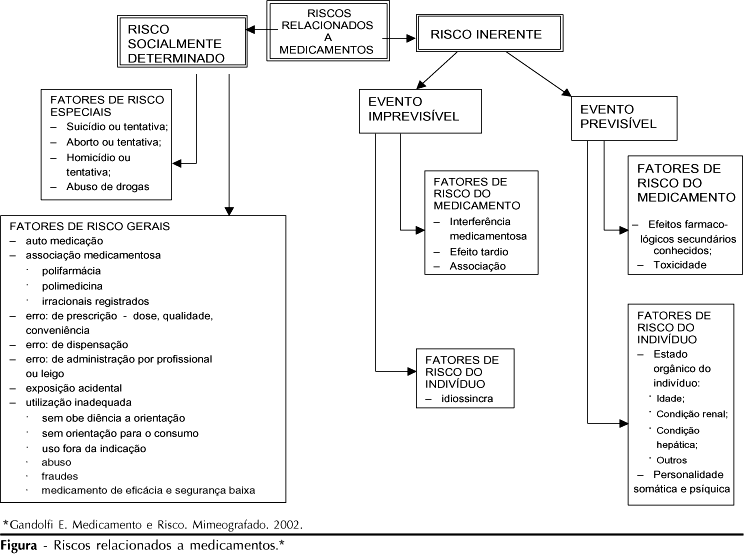 RISCOS
RELACIONADOS
A
MEDICAMENTOS
RISCO
SOCIALMENTE
DETERMINADO
RISCO INERENTE
FATORES DE RISCO
ESPECIAIS
– Suicídio ou tentativa;
– Aborto ou tentativa;
– Homicídio ou
tentativa;
– Abuso de drogas
FATORES DE RISCO GERAIS
– auto medicação
– associação medicamentosa
· polifarmácia
· polimedicina
· irracionais registrados
– erro: de prescrição - dose, qualidade,
conveniência
– erro: de dispensação
– erro: de administração por profissional
ou leigo
– exposição acidental
– utilização inadequada
· sem obe diência a orientação
· sem orientação para o consumo
· uso fora da indicação
· abuso
· fraudes
· medicamento de eficácia e segurança baixa
EVENTO
IMPREVISÍVEL
FATORES DE
RISCO DO
MEDICAMENTO
– Interferência
medicamentosa
– Efeito tardio
– Associação
FATORES DE
RISCO DO
INDIVÍDUO
– idiossincra
EVENTO
PREVISÍVEL
FATORES DE
RISCO DO
MEDICAMENTO
– Efeitos farmaco-
lógicos secundários
conhecidos;
– Toxicidade
FATORES DE
RISCO DO
INDIVÍDUO
– Estado
orgânico do
indivíduo:
· Idade;
· Condição renal;
· Condição
hepática;
· Outros
– Personalidade
somática e psíquica
*Gandolfi E. Medicamento e Risco. Mimeografado. 2002.
Figura - Riscos relacionados a medicamentos.*